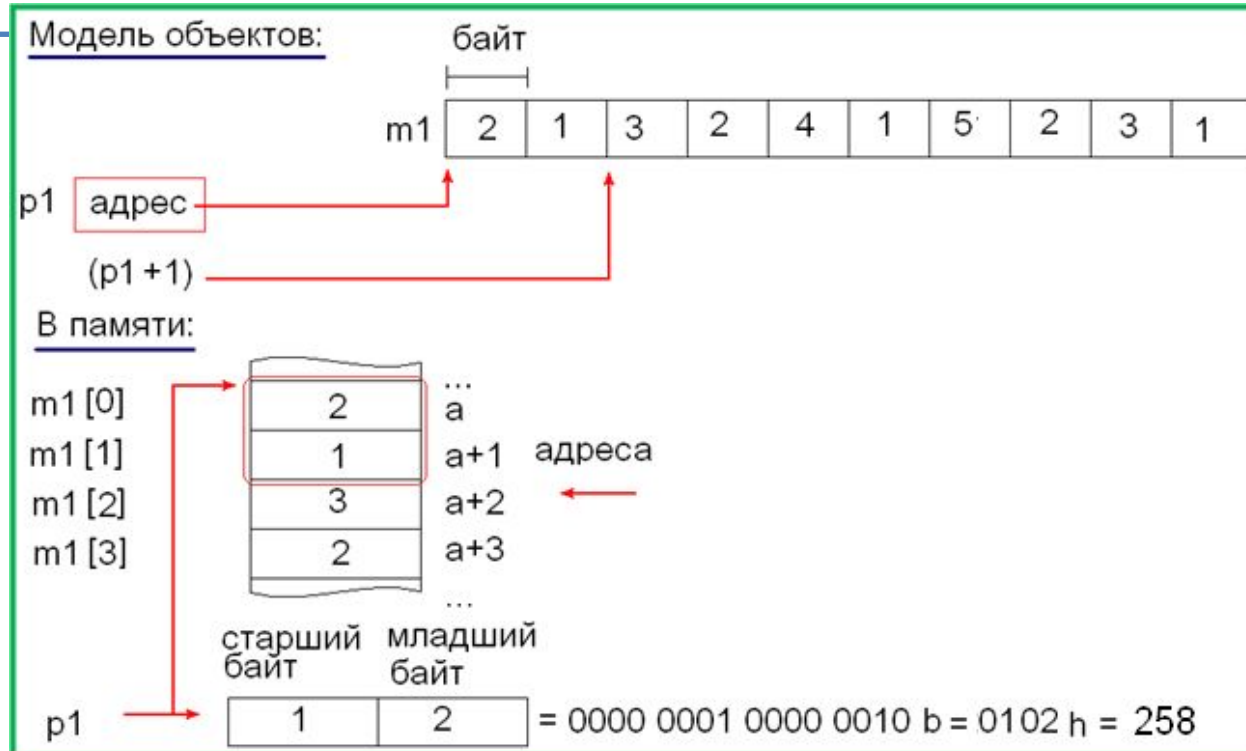 Модель объектов:
байт
m1 2 1 3 2 4 1 5 2 3 1
p1 адрес
(p1+1)
В памяти:
...
m1[0] 2 a
m1[1] 1 a+1 адреса
m1[2] 3 a+2
m1[3] 2 a+3
...
старший байт младший байт
p1 1 2 = 0000 0001 0000 0010 b = 0102 h = 258